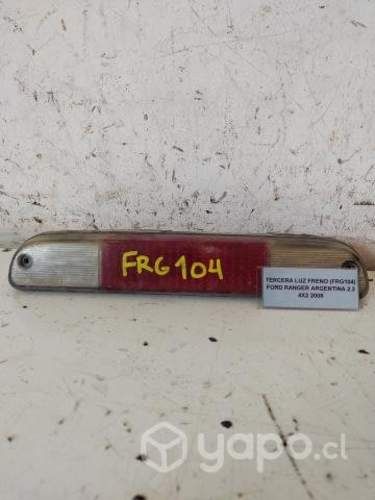 FRG104
TERCERA LUZ FRENO (FRG104)
FORD RANGER ARGENTINA 2.3
4X2 2008
yapo.cl